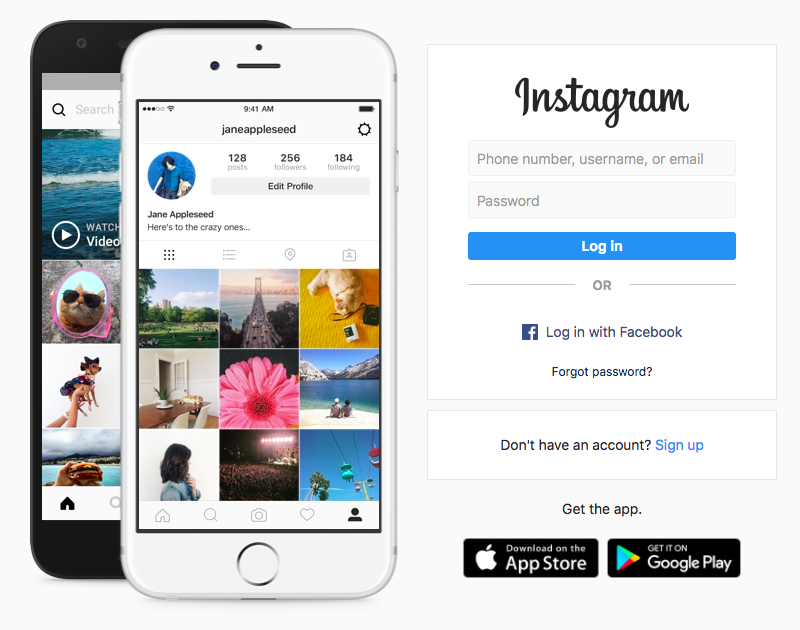 Search
WATCH
Video
9:41 AM
janeappleseed
128
256
184
posts
followers
following
Edit Profile
Jane Appleseed
Here's to the crazy ones...
Instagram
Phone number, username, or email
Password
Log in
OR
Log in with Facebook
Forgot password?
Don't have an account? Sign up
Get the app.
Download on the
App Store
GET IT ON
Google Play